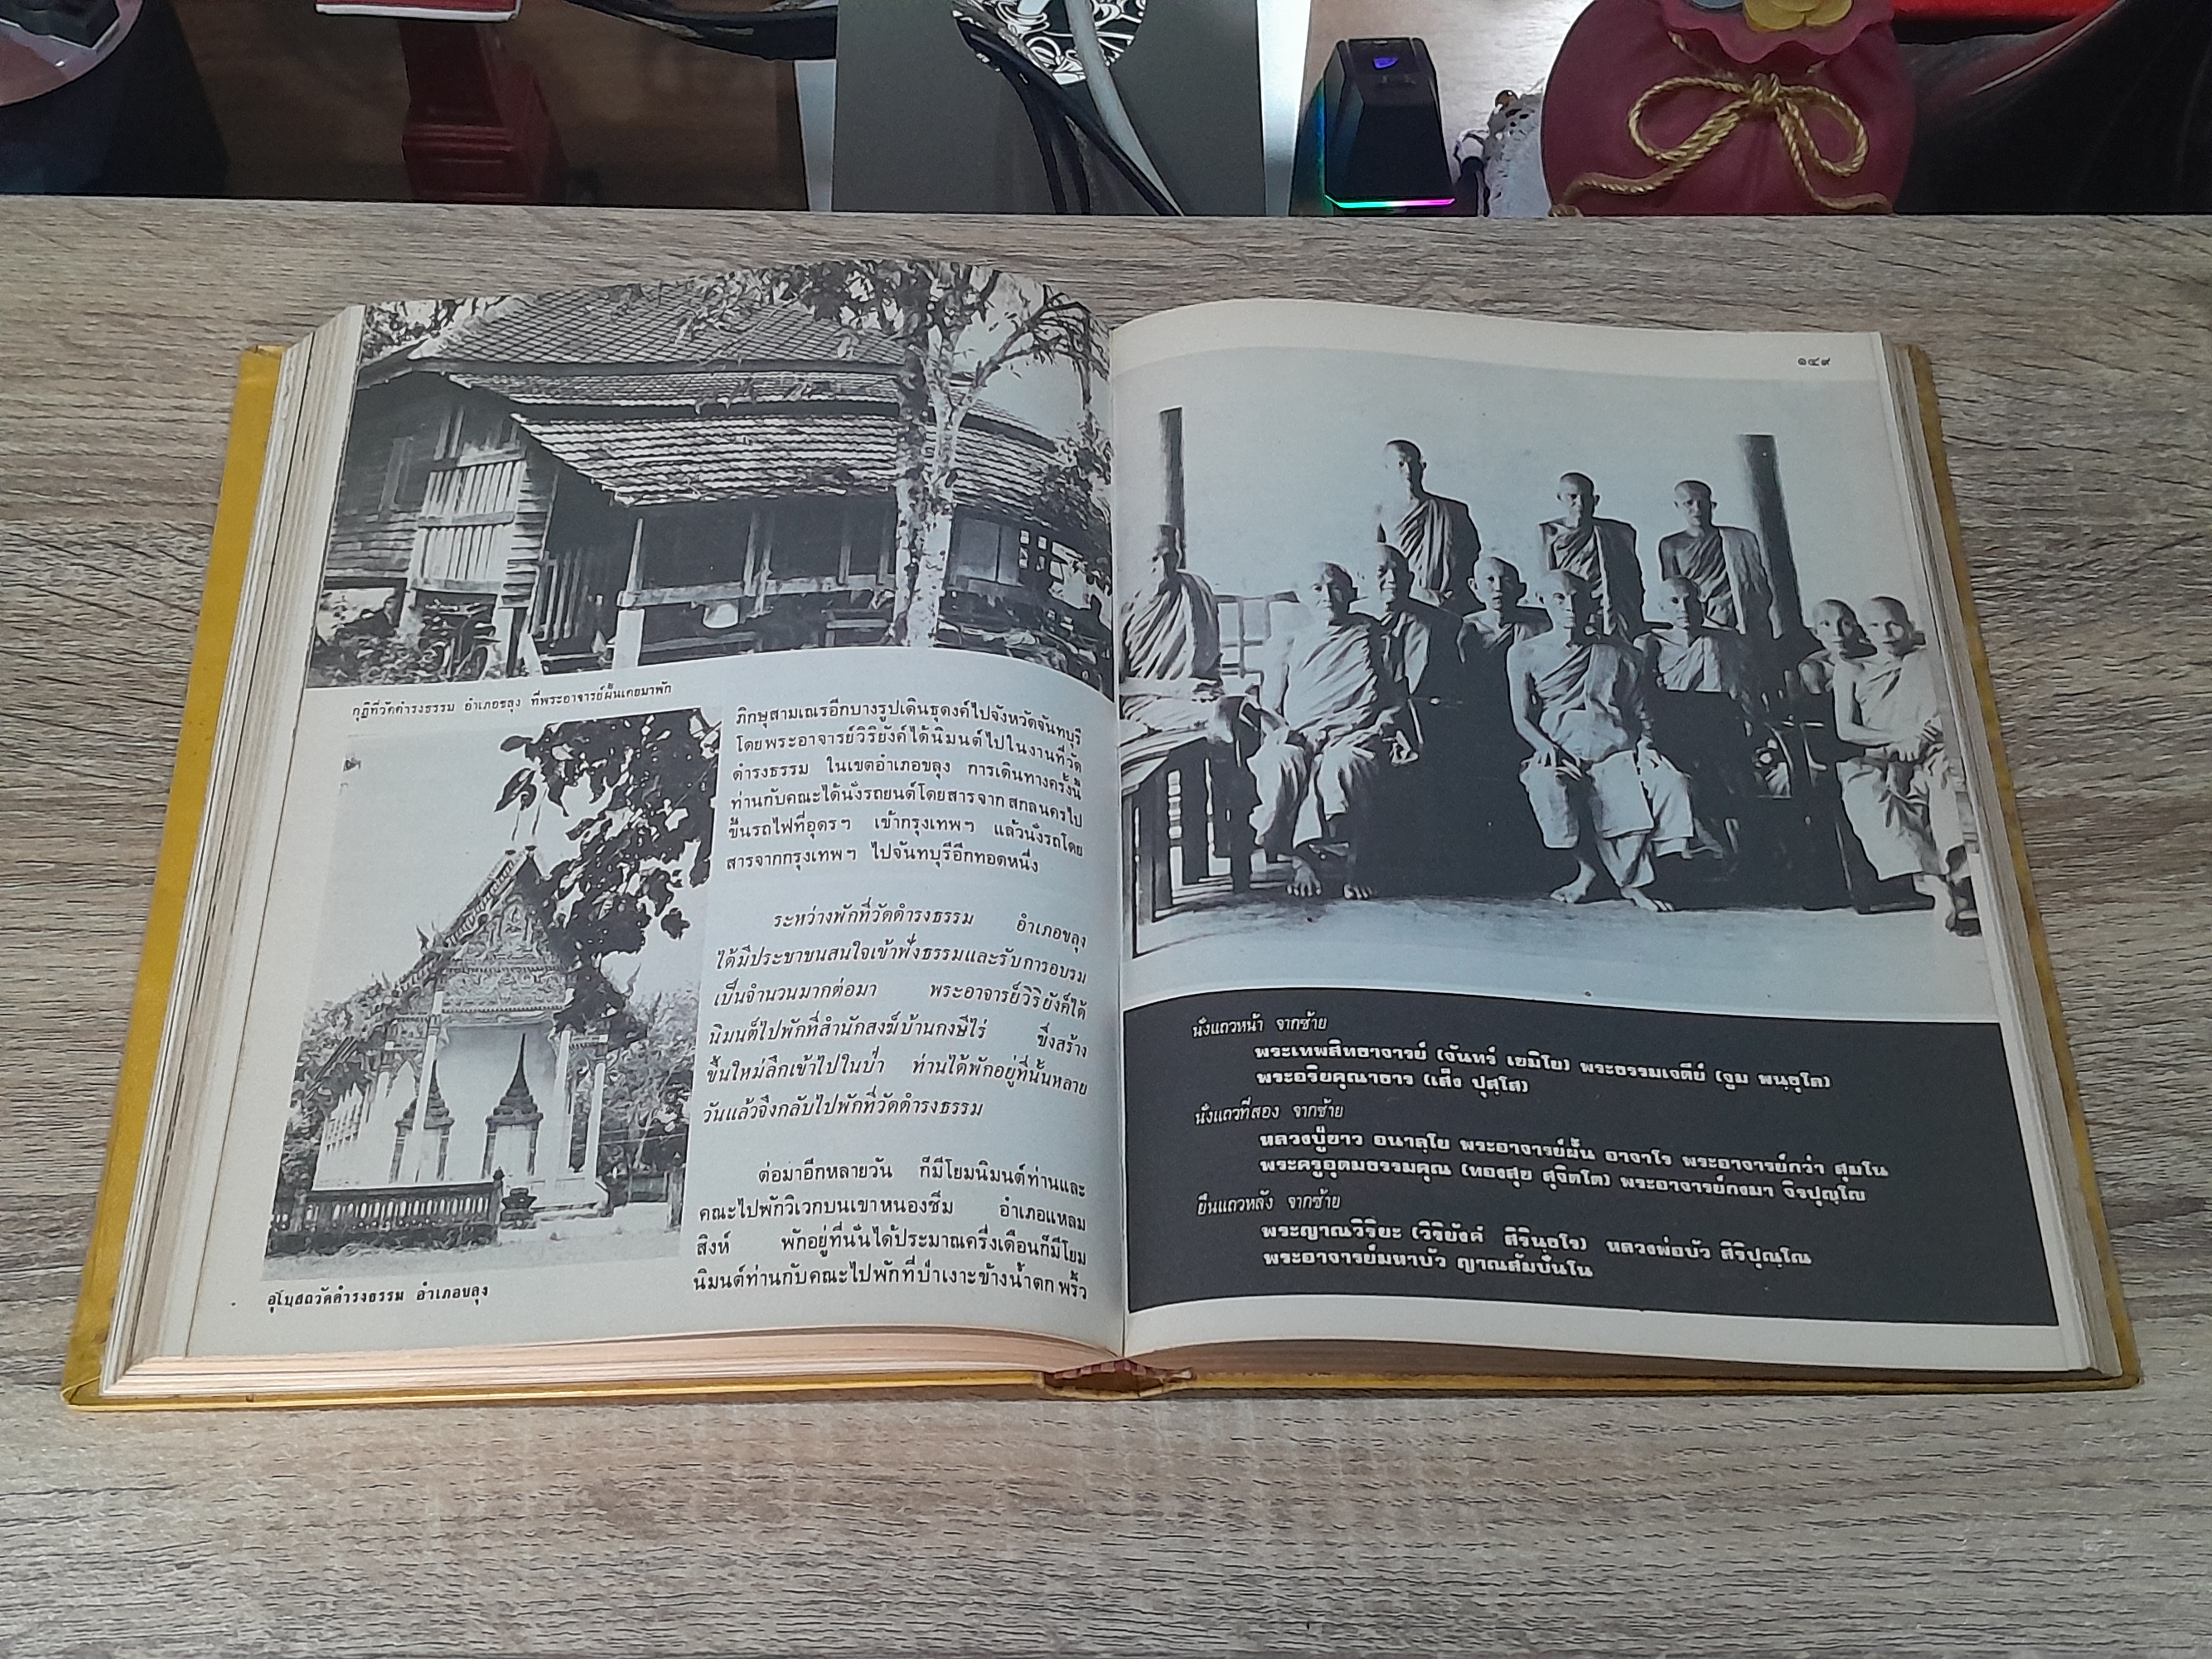 กุฏิที่วัดดำรงธรรม อำเภอขลุง ที่พระอาจารย์ฝั้นเคยมาพัก
ภิกษุสามเณรอีกบางรูปเดินธุดงค์ไปจังหวัดจันทบุรี
โดยพระอาจารย์วิริยังค์ได้นิมนต์ไปในงานที่วัด
ดำรงธรรม ในเขตอำเภอขลุง การเดินทางครั้งนี้
ท่านกับคณะได้นั่งรถยนต์โดยสารจาก สกลนครไป
ขึ้นรถไฟที่อุดรฯ เข้ากรุงเทพฯ แล้วนั่งรถโดย
สารจากกรุงเทพฯ ไปจันทบุรีอีกทอดหนึ่ง
ระหว่างพักที่วัดดำรงธรรม อำเภอขลุง
ได้มีประชาชนสนใจเข้าฟังธรรมและรับการอบรม
เป็นจำนวนมากต่อมา พระอาจารย์วิริยังค์ได้
นิมนต์ไปพักที่สำนักสงฆ์บ้านกงษีไร่ ซึ่งสร้าง
ขึ้นใหม่ลึกเข้าไปในป่า ท่านได้พักอยู่ที่นั้นหลาย
วันแล้วจึงกลับไปพักที่วัดดำรงธรรม
ต่อมาอีกหลายวัน ก็มีโยมนิมนต์ท่านและ
คณะไปพักวิเวกบนเขาหนองชึม อำเภอแหลม
สิงห์ พักอยู่ที่นั้นได้ประมาณครึ่งเดือนก็มีโยม
นิมนต์ท่านกับคณะไปพักที่ป่าเงาะข้างน้ำตก พริ้ว
อุโบสถวัดดำรงธรรม อำเภอขลุง
นั่งแถวหน้า จากซ้าย
พระเทพสิทธาจารย์ (จันทร์ เขมิโย) พระธรรมเจดีย์ (จูม พนฺธุโล)
พระอริยคุณาธาร (เส็ง ปุสฺโส)
นั่งแถวที่สอง จากซ้าย
หลวงปู่ขาว อนาลฺโย พระอาจารย์ฝั้น อาจาโร พระอาจารย์กว่า สุมโน
พระครูอุดมธรรมคุณ (ทองสุย สุจิตโต) พระอาจารย์กงมา จิรปุญฺโญ
ยืนแถวหลัง จากซ้าย
พระญาณวิริยะ (วิริยังค์ สิรินธโร) หลวงพ่อบัว สิริปุณฺโณ
พระอาจารย์มหาบัว ญาณสัมปันโน